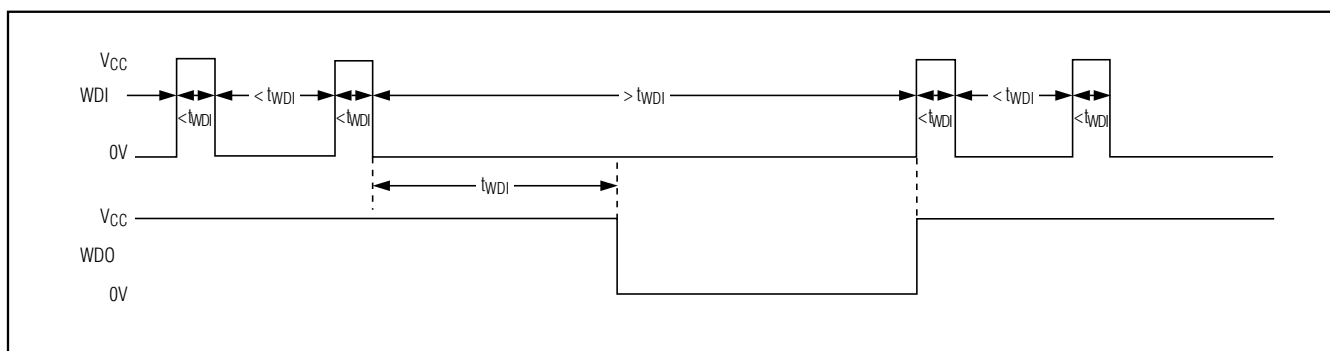 VCC
WDI
< tWDI
> tWDI
< tWDI
<tWDI
<tWDI
<tWDI
<tWDI
0V
tWDI
VCC
WDO
0V